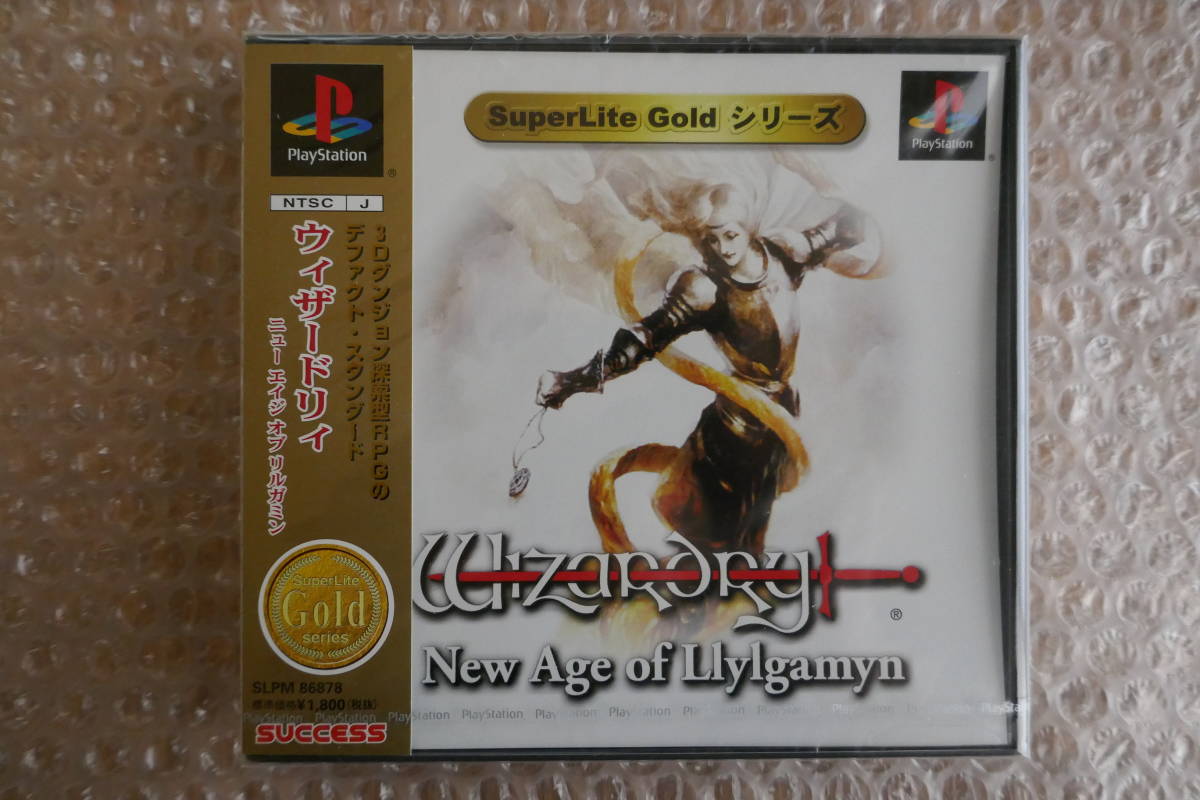 PlayStation
®
NTSC J
3Dダンジョン探索型RPGの
デファクト・スタンダード
ウィザードリィ
ニュー エイジ オブ リルガミン
SuperLite
Gold
series
SLPM 86878
標準価格¥1,800(税抜)
SUCCESS
SuperLite Gold シリーズ
PlayStation
®
Wizardry
®
New Age of Llylgamyn
PlayStation PlayStation PlayStation PlayStation PlayStation PlayStation PlayStation PlayStation PlayStation PlayStation PlayStat